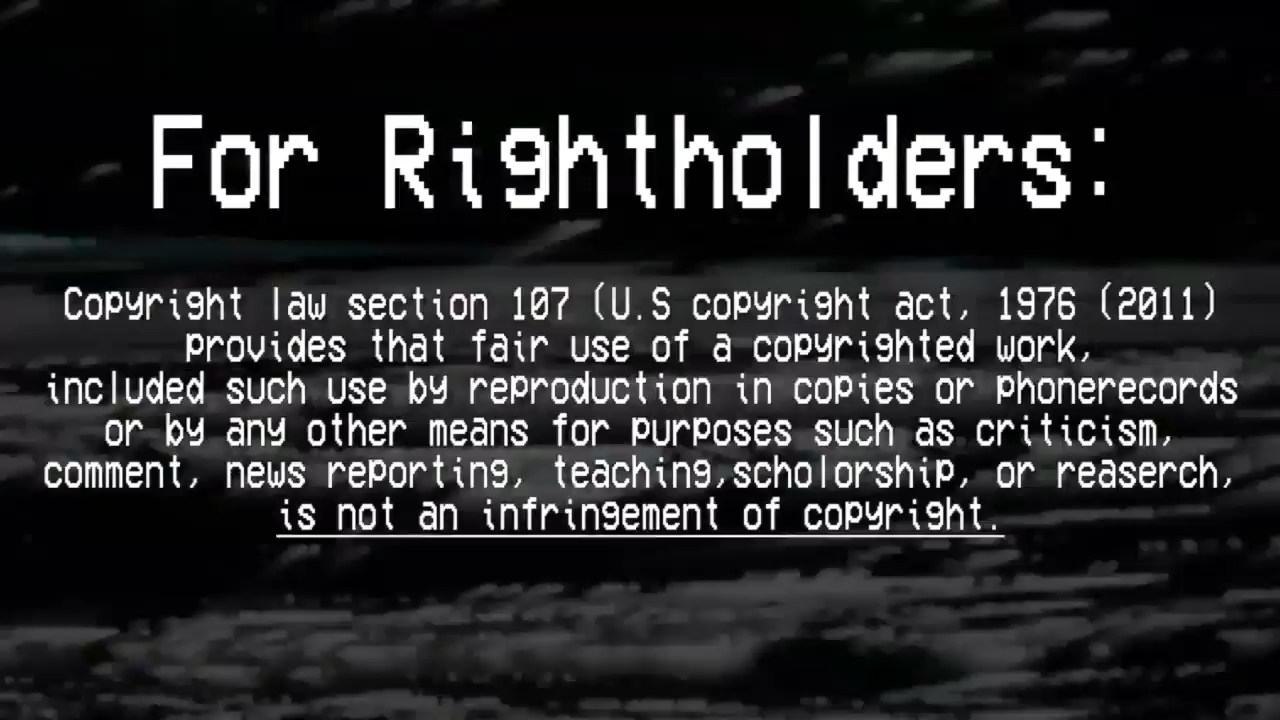 For Rightholders:
Copyright law section 107 (U.S copyright act, 1976 (2011)
provides that fair use of a copyrighted work,
included such use by reproduction in copies or phonerecords
or by any other means for purposes such as criticism,
comment, news reporting, teaching,scholorship, or reaserch,
is not an infringement of copyright.